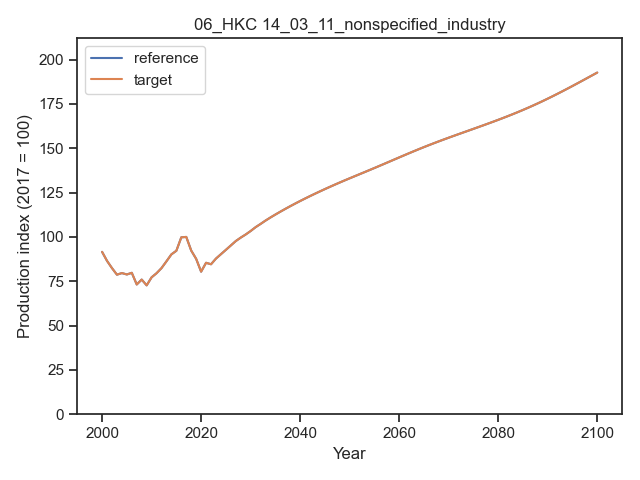 06_HKC 14_03_11_nonspecified_industry
reference
target
Production index (2017 = 100)
200
175
150
125
100
75
50
25
0
2000 2020 2040 2060 2080 2100
Year